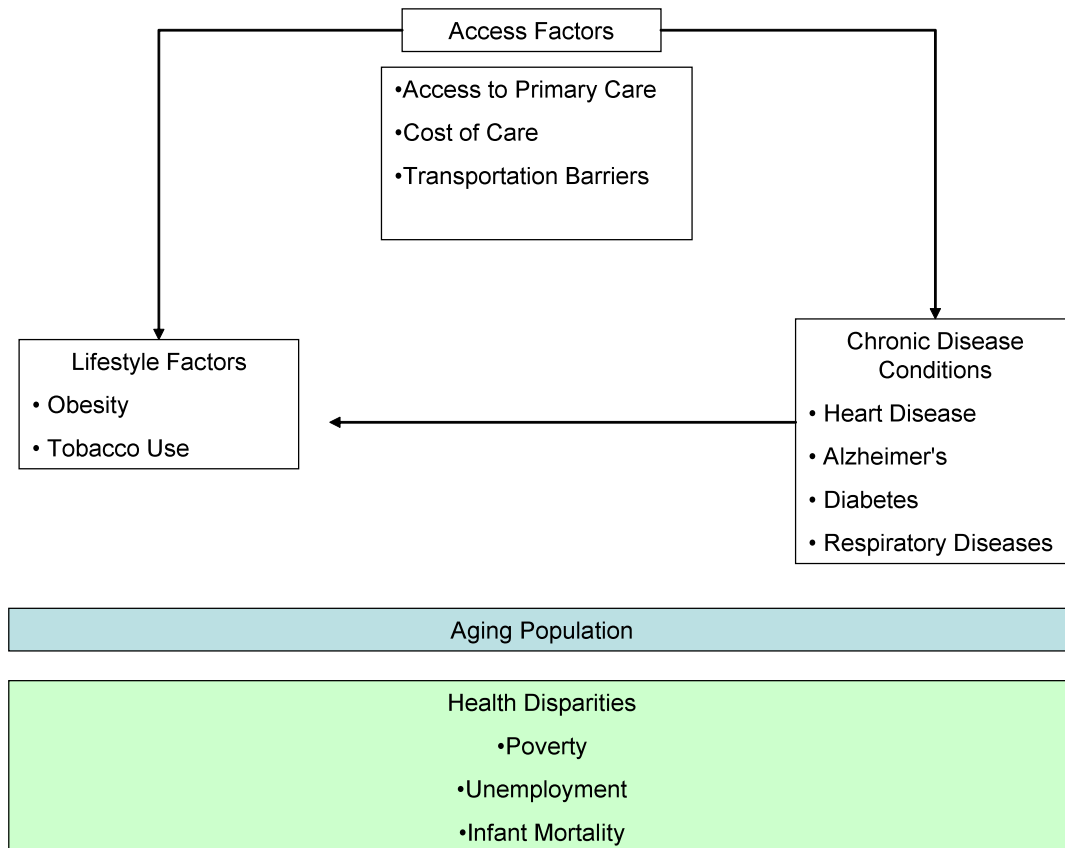 Access Factors
•Access to Primary Care
•Cost of Care
•Transportation Barriers
Lifestyle Factors
• Obesity
• Tobacco Use
Chronic Disease
Conditions
• Heart Disease
• Alzheimer's
• Diabetes
• Respiratory Diseases
Aging Population
Health Disparities
•Poverty
•Unemployment
•Infant Mortality